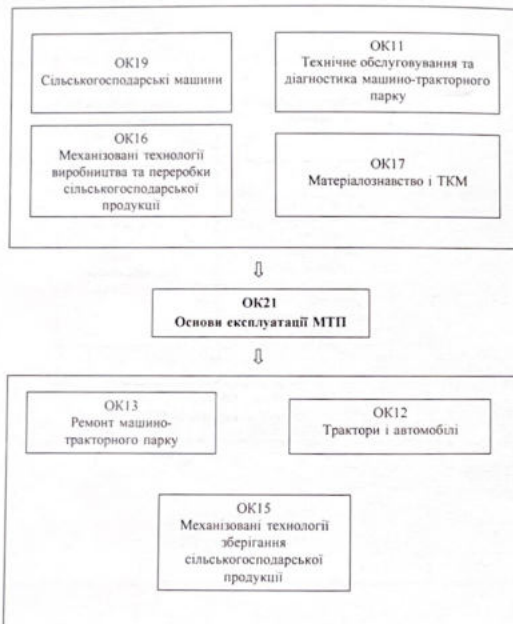 ОК19
Сільськогосподарські машини
ОК11
Технічне обслуговування та
діагностика машино-тракторного
парку
ОК16
Механізовані технології
виробництва та переробки
сільськогосподарської
продукції
ОК17
Матеріалознавство і ТКМ
⇩
ОК21
Основи експлуатації МТП
⇩
ОК13
Ремонт машино-
тракторного парку
ОК12
Трактори і автомобілі
ОК15
Механізовані технології
зберігання
сільськогосподарської
продукції